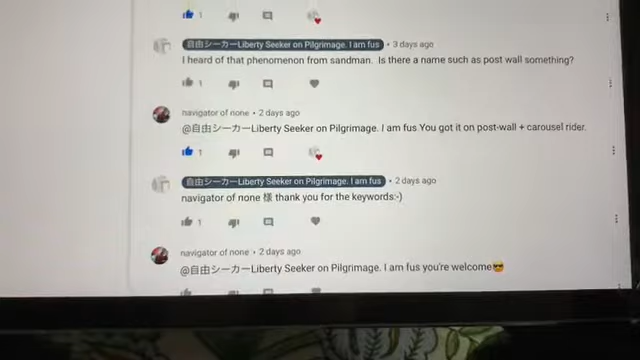 1
自由シーカーLiberty Seeker on Pilgrimage. I am fus • 3 days ago
I heard of that phenomenon from sandman. Is there a name such as post wall something?
1
navigator of none • 2 days ago
@自由シーカーLiberty Seeker on Pilgrimage. I am fus You got it on post-wall + carousel rider.
1
自由シーカーLiberty Seeker on Pilgrimage. I am fus • 2 days ago
navigator of none 様 thank you for the keywords:-)
1
navigator of none • 2 days ago
@自由シーカーLiberty Seeker on Pilgrimage. I am fus you're welcome😎